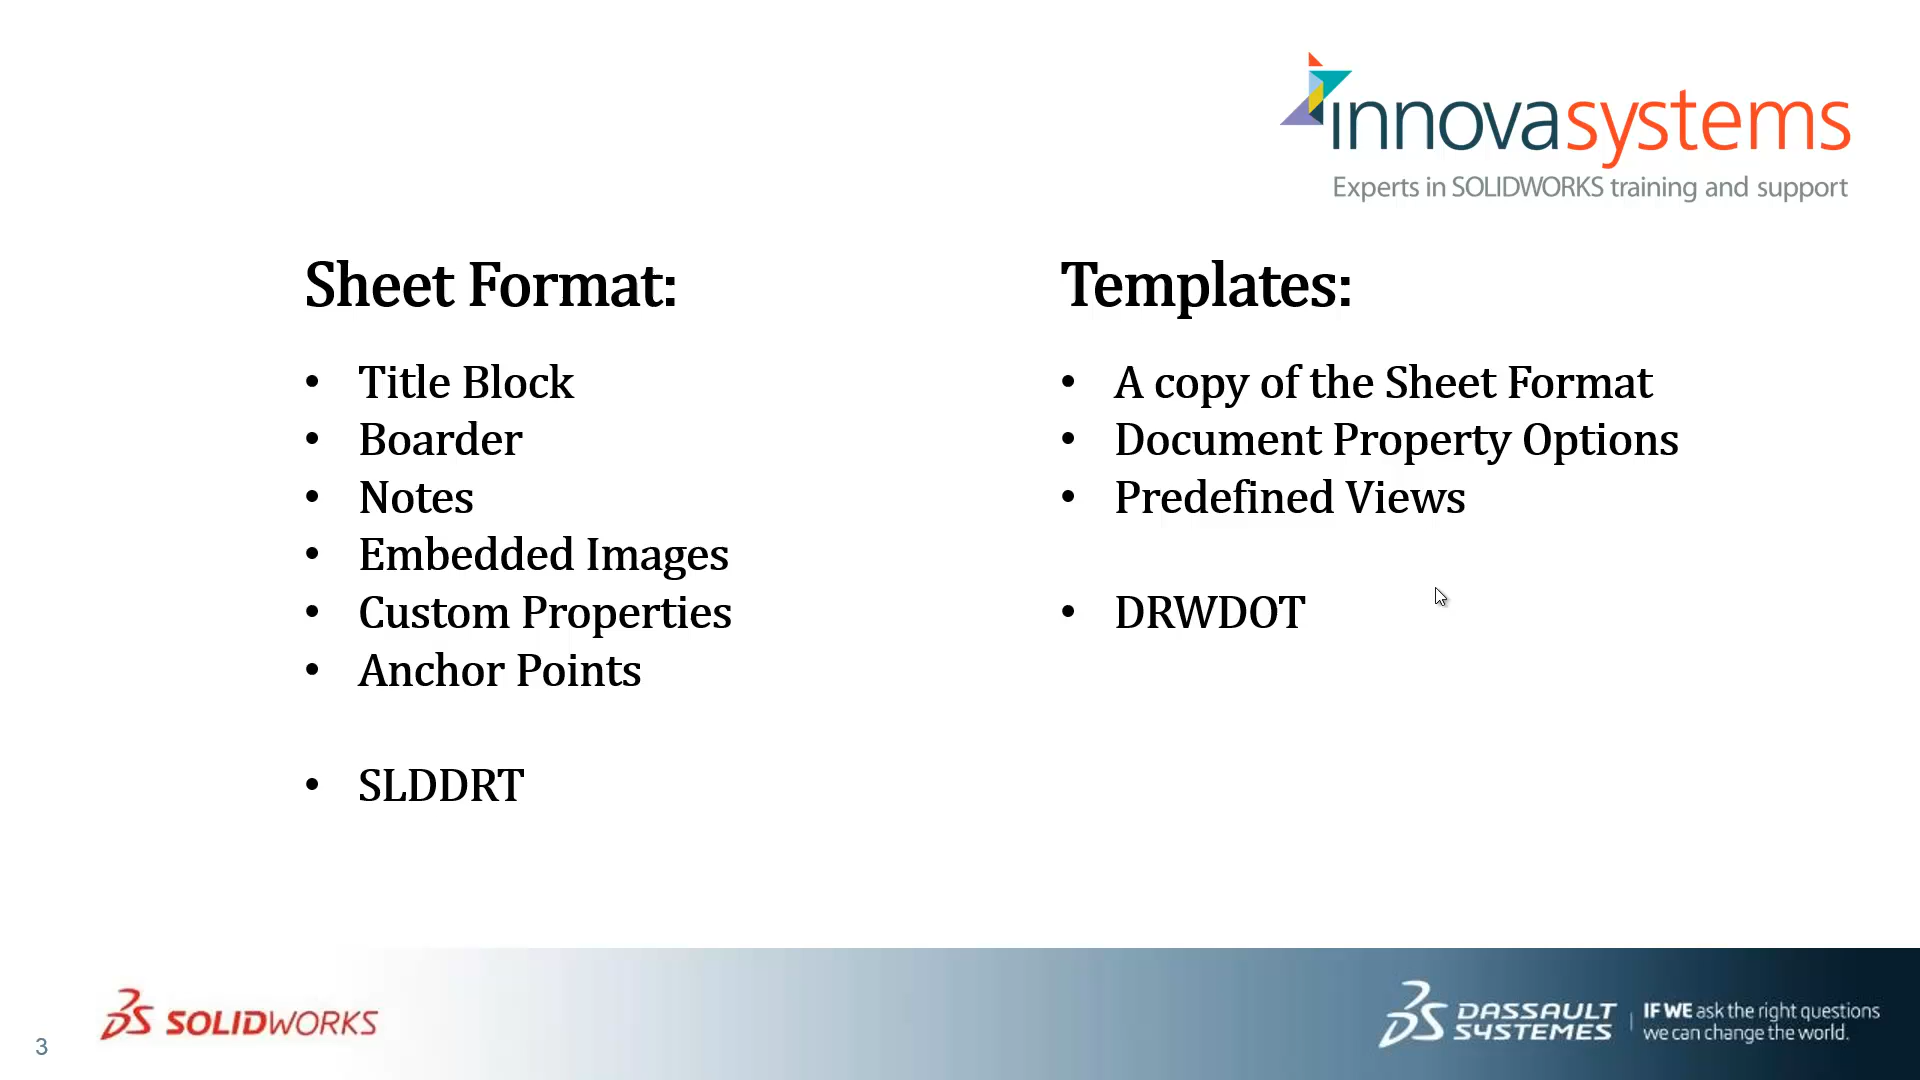 innovasystems
Experts in SOLIDWORKS training and support
Sheet Format:
• Title Block
• Boarder
• Notes
• Embedded Images
• Custom Properties
• Anchor Points
• SLDDRT
Templates:
• A copy of the Sheet Format
• Document Property Options
• Predefined Views
• DRWDOT
3
SOLIDWORKS
DASSAULT
SYSTEMES
IF WE ask the right questions
we can change the world.